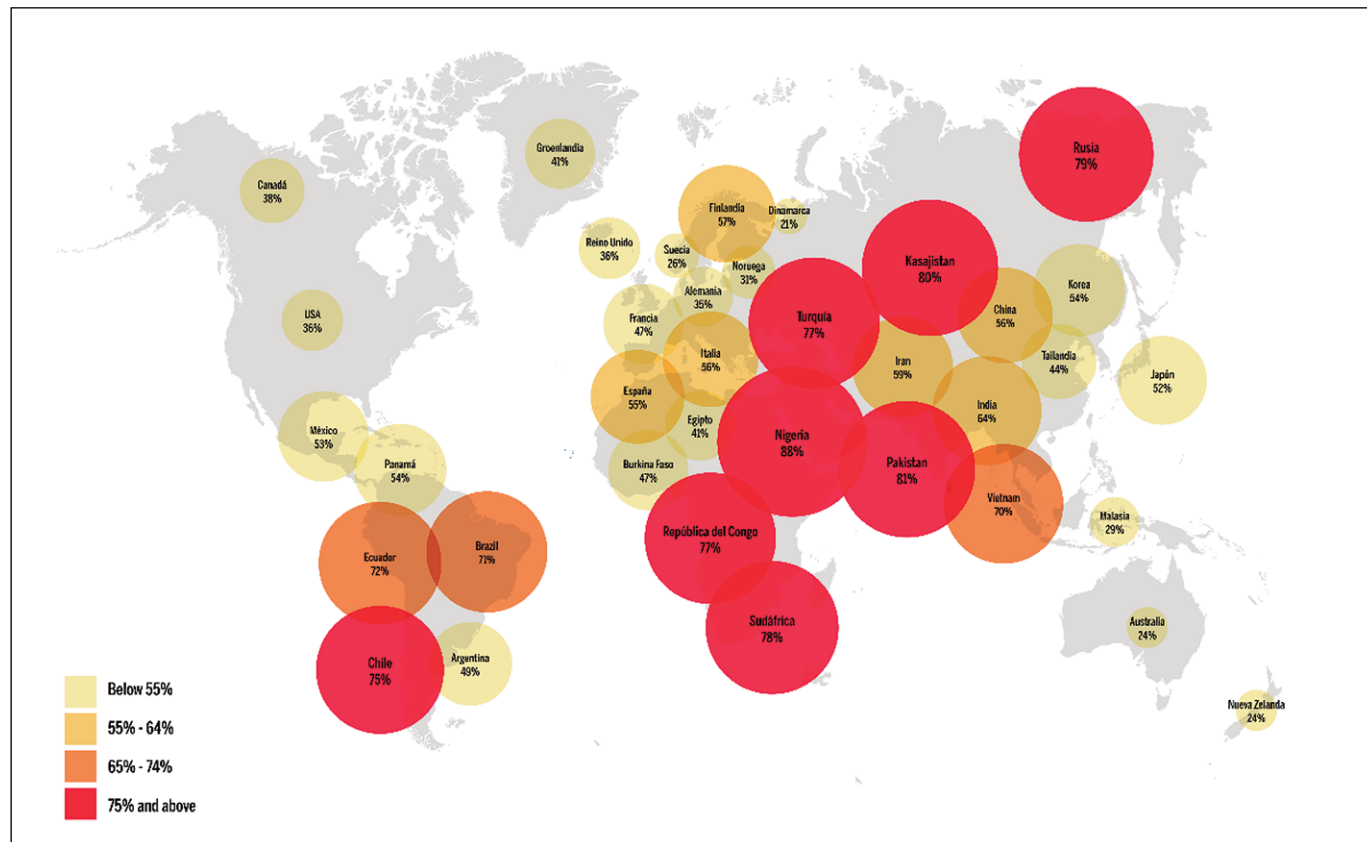 Groenlandia
41%
Canadá
38%
Rusia
79%
Finlandia
57%
Dinamarca
21%
Reino Unido
36%
Suecia
26%
Noruega
31%
Kasajistan
80%
Alemania
35%
Korea
54%
USA
36%
Francia
47%
Turquía
77%
China
56%
Italia
56%
Iran
59%
Tailandia
44%
Japón
52%
España
55%
India
64%
México
53%
Egipto
41%
Nigeria
88%
Panamá
54%
Burkina Faso
47%
Pakistan
81%
Vietnam
70%
Malasia
29%
República del Congo
77%
Ecuador
72%
Brazil
71%
Sudáfrica
78%
Australia
24%
Chile
75%
Argentina
49%
Nueva Zelanda
24%
Below 55%
55% - 64%
65% - 74%
75% and above